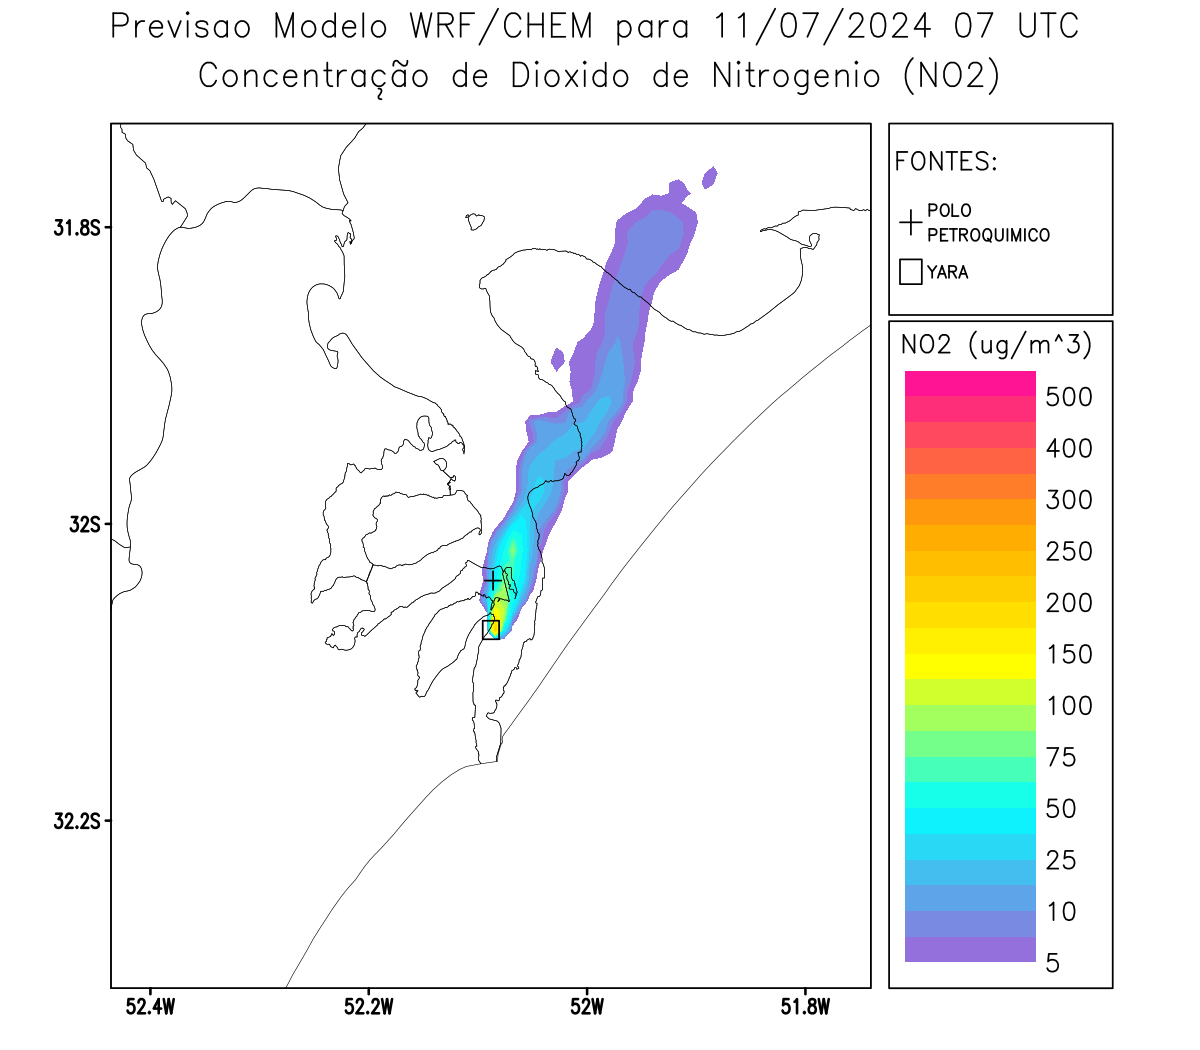 Previsao Modelo WRF/CHEM para 11/07/2024 07 UTC
Concentração de Dioxido de Nitrogenio (NO2)
FONTES:
POLO
PETROQUIMICO
YARA
NO2 (ug/m^3)
500
400
300
250
200
150
100
75
50
25
10
5
31.8S
32S
32.2S
52.4W
52.2W
52W
51.8W